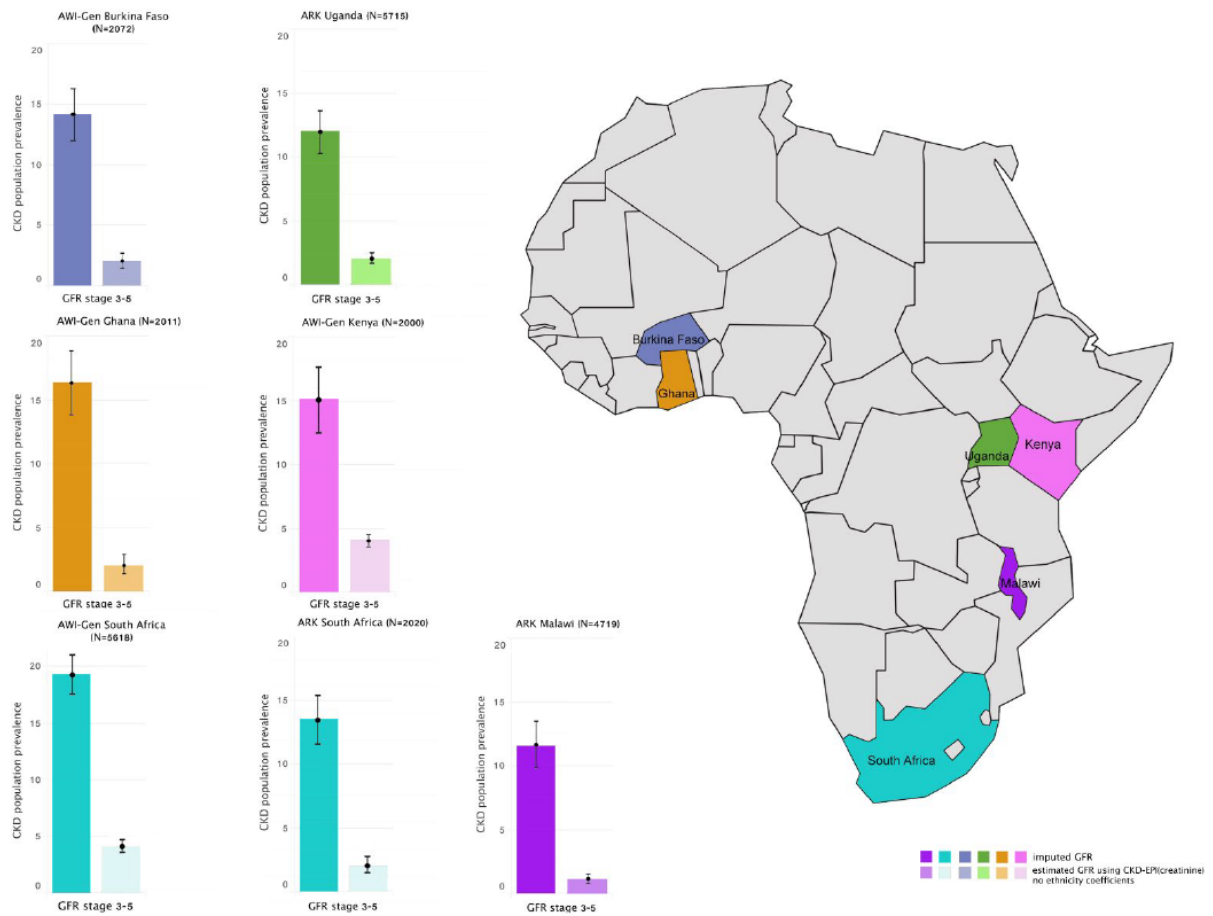 AWI-Gen Burkina Faso
(N=2072)
20
15
10
5
0
CKD population prevalence
GFR stage 3-5
ARK Uganda (N=5715)
20
15
10
5
0
CKD population prevalence
GFR stage 3-5
AWI-Gen Ghana (N=2011)
20
15
10
5
0
CKD population prevalence
GFR stage 3-5
AWI-Gen Kenya (N=2000)
20
15
10
5
0
CKD population prevalence
GFR stage 3-5
AWI-Gen South Africa
(N=5618)
20
15
10
5
0
CKD population prevalence
GFR stage 3-5
ARK South Africa (N=2020)
20
15
10
5
0
CKD population prevalence
GFR stage 3-5
ARK Malawi (N=4719)
20
15
10
5
0
CKD population prevalence
GFR stage 3-5
Burkina Faso
Ghana
Uganda
Kenya
Malawi
South Africa
imputed GFR
estimated GFR using CKD-EPI(creatinine)
no ethnicity coefficients